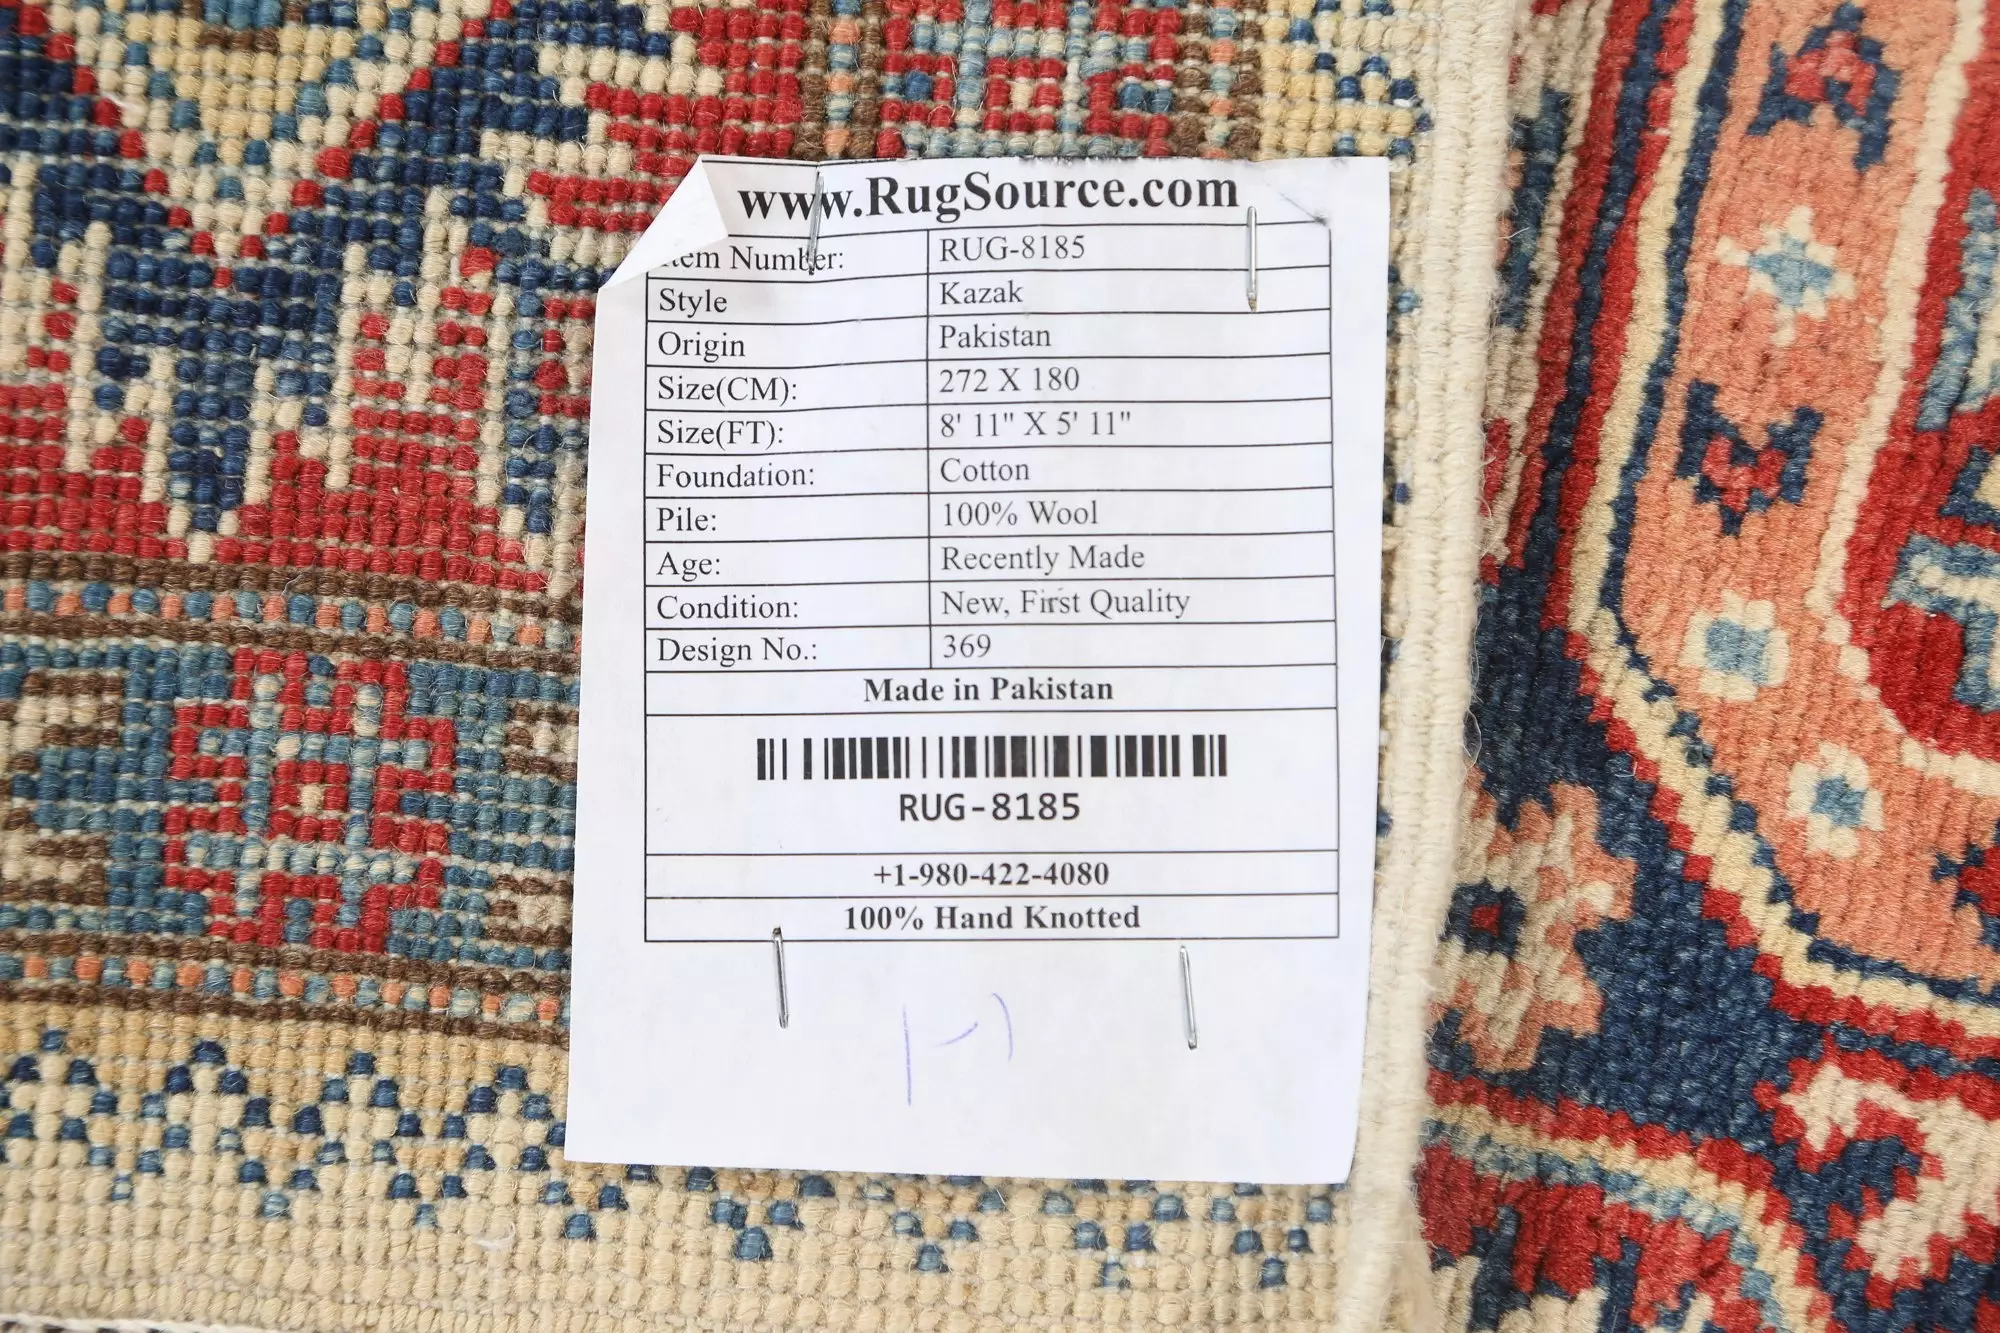 www.RugSource.com
Item Number: RUG-8185
Style Kazak
Origin Pakistan
Size(CM): 272 X 180
Size(FT): 8' 11" X 5' 11"
Foundation: Cotton
Pile: 100% Wool
Age: Recently Made
Condition: New, First Quality
Design No.: 369
Made in Pakistan
RUG-8185
+1-980-422-4080
100% Hand Knotted